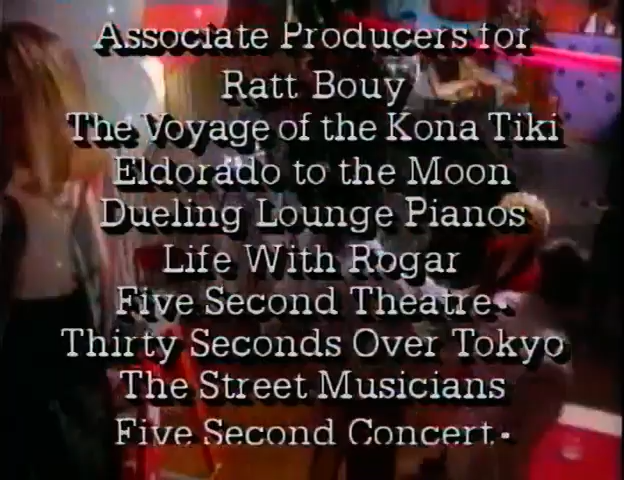 Associate Producers for
Ratt Bouy
The Voyage of the Kona Tiki
Eldorado to the Moon
Dueling Lounge Pianos
Life With Rogar
Five Second Theatre
Thirty Seconds Over Tokyo
The Street Musicians
Five Second Concert